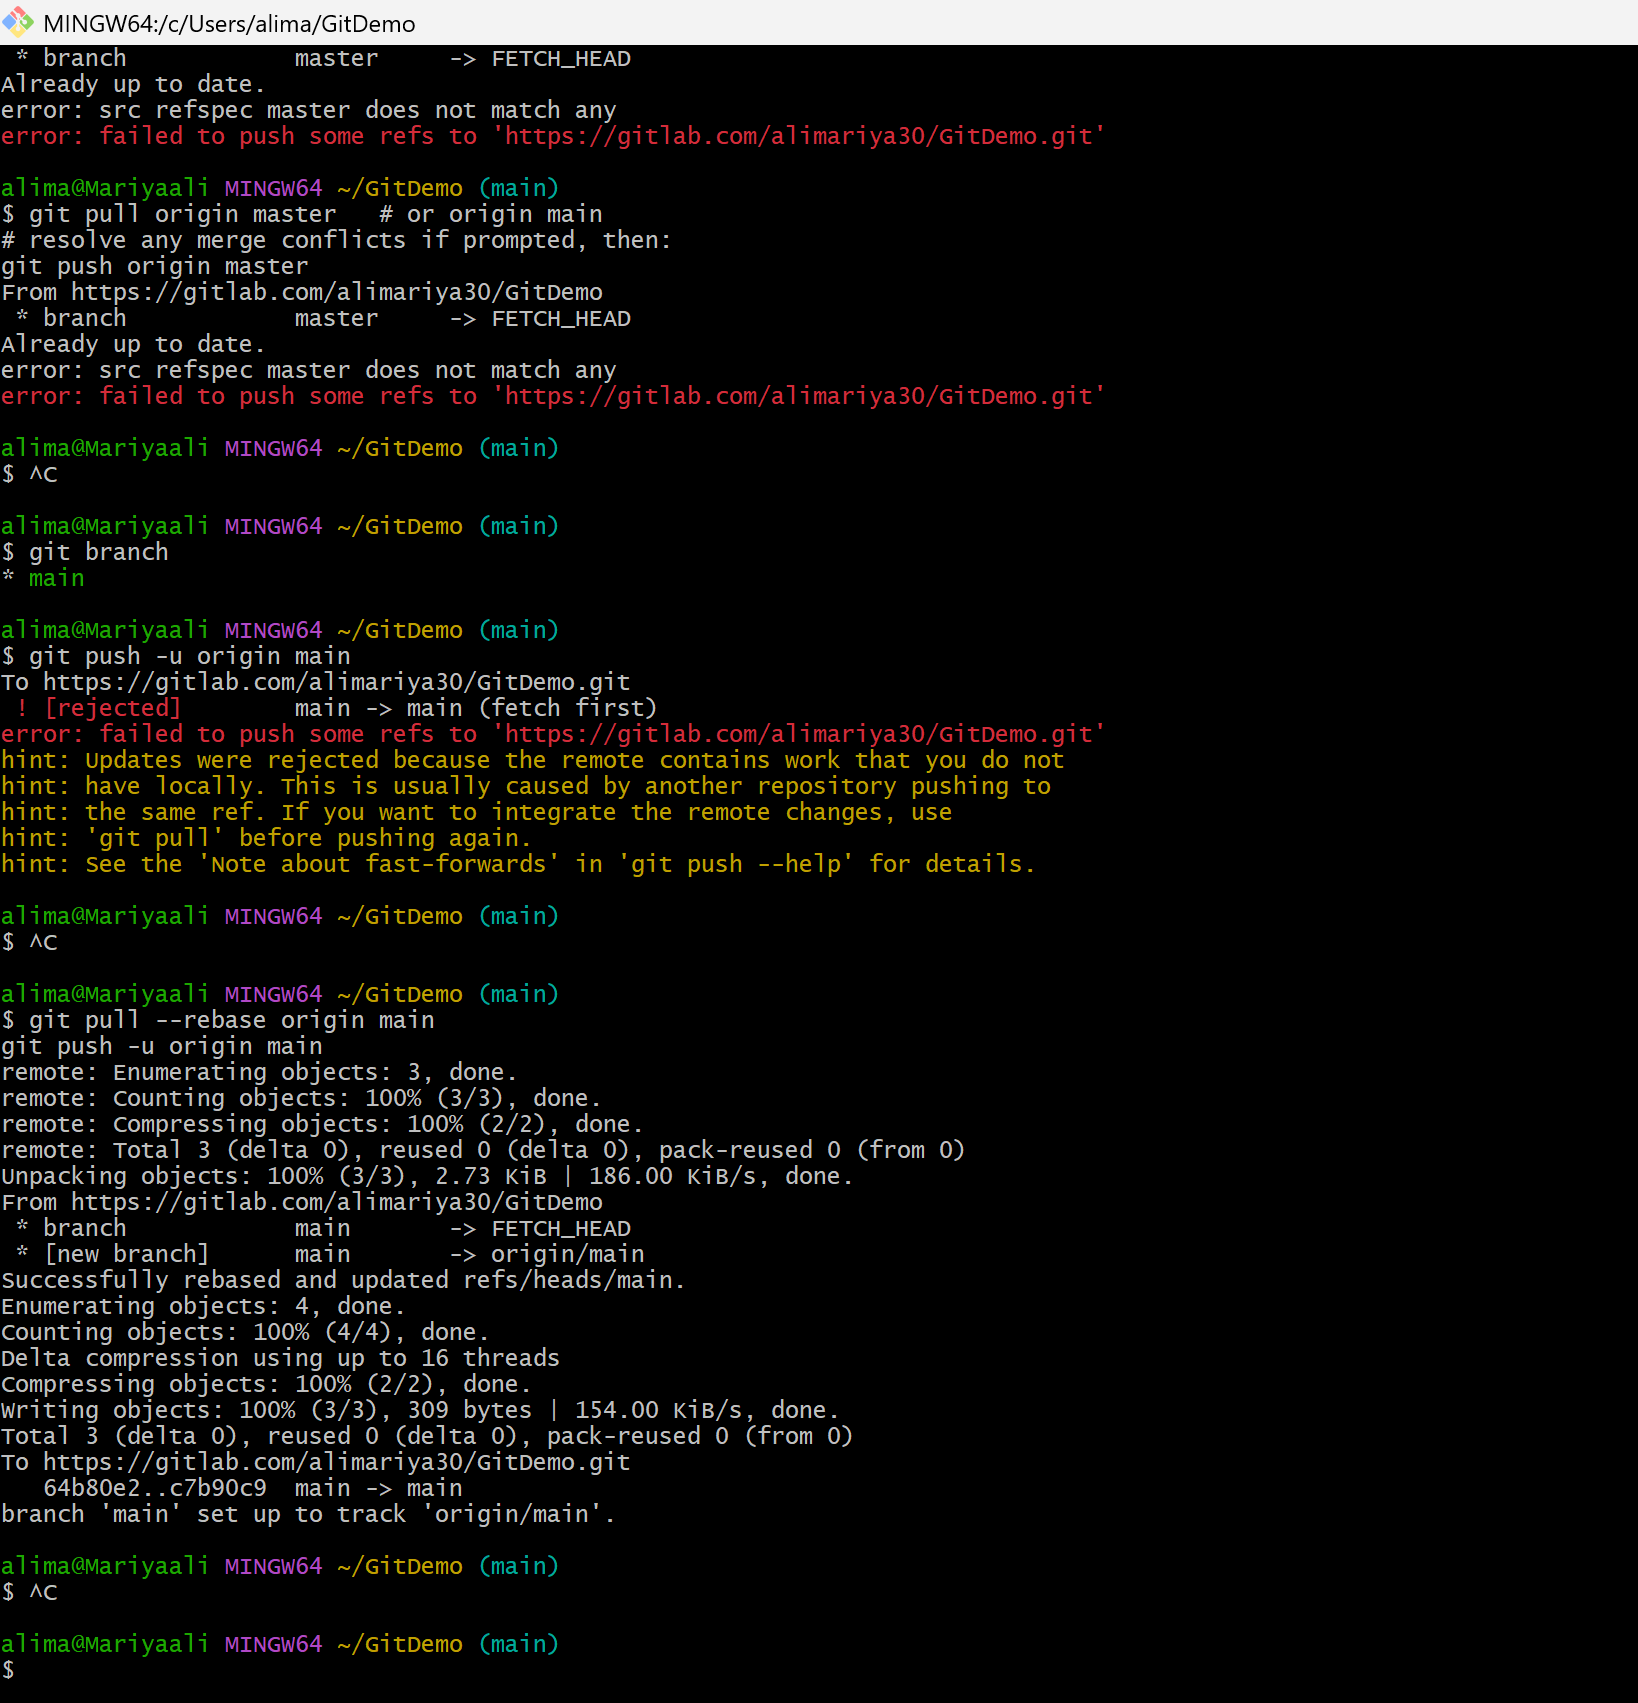 MINGW64:/c/Users/alima/GitDemo
 * branch            master     -> FETCH_HEAD
Already up to date.
error: src refspec master does not match any
error: failed to push some refs to 'https://gitlab.com/alimariya30/GitDemo.git'
alima@Mariyaali MINGW64 ~/GitDemo (main)
$ git pull origin master   # or origin main
# resolve any merge conflicts if prompted, then:
git push origin master
From https://gitlab.com/alimariya30/GitDemo
 * branch            master     -> FETCH_HEAD
Already up to date.
error: src refspec master does not match any
error: failed to push some refs to 'https://gitlab.com/alimariya30/GitDemo.git'
alima@Mariyaali MINGW64 ~/GitDemo (main)
$ ^C
alima@Mariyaali MINGW64 ~/GitDemo (main)
$ git branch
* main
alima@Mariyaali MINGW64 ~/GitDemo (main)
$ git push -u origin main
To https://gitlab.com/alimariya30/GitDemo.git
 ! [rejected]        main -> main (fetch first)
error: failed to push some refs to 'https://gitlab.com/alimariya30/GitDemo.git'
hint: Updates were rejected because the remote contains work that you do not
hint: have locally. This is usually caused by another repository pushing to
hint: the same ref. If you want to integrate the remote changes, use
hint: 'git pull' before pushing again.
hint: See the 'Note about fast-forwards' in 'git push --help' for details.
alima@Mariyaali MINGW64 ~/GitDemo (main)
$ ^C
alima@Mariyaali MINGW64 ~/GitDemo (main)
$ git pull --rebase origin main
git push -u origin main
remote: Enumerating objects: 3, done.
remote: Counting objects: 100% (3/3), done.
remote: Compressing objects: 100% (2/2), done.
remote: Total 3 (delta 0), reused 0 (delta 0), pack-reused 0 (from 0)
Unpacking objects: 100% (3/3), 2.73 KiB | 186.00 KiB/s, done.
From https://gitlab.com/alimariya30/GitDemo
 * branch            main       -> FETCH_HEAD
 * [new branch]      main       -> origin/main
Successfully rebased and updated refs/heads/main.
Enumerating objects: 4, done.
Counting objects: 100% (4/4), done.
Delta compression using up to 16 threads
Compressing objects: 100% (2/2), done.
Writing objects: 100% (3/3), 309 bytes | 154.00 KiB/s, done.
Total 3 (delta 0), reused 0 (delta 0), pack-reused 0 (from 0)
To https://gitlab.com/alimariya30/GitDemo.git
   64b80e2..c7b90c9  main -> main
branch 'main' set up to track 'origin/main'.
alima@Mariyaali MINGW64 ~/GitDemo (main)
$ ^C
alima@Mariyaali MINGW64 ~/GitDemo (main)
$